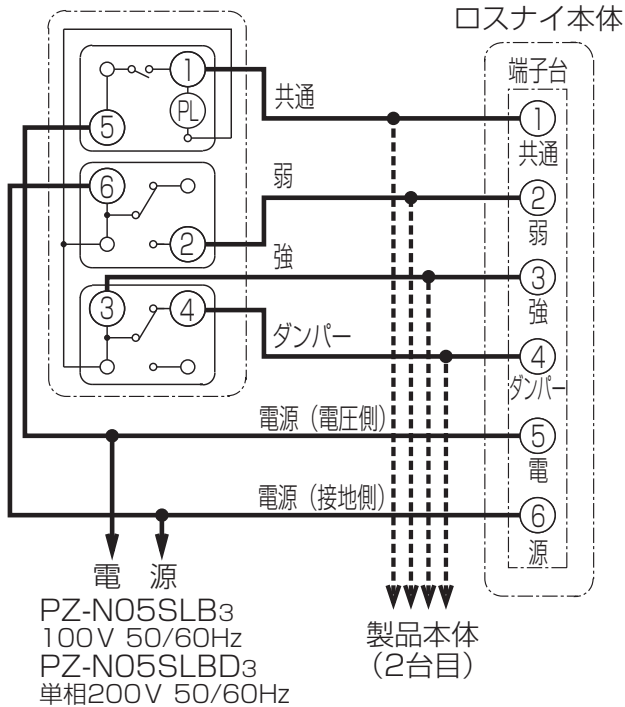 ロスナイ本体
端子台
①
PL
⑤
共通
①
共通
⑥
②
弱
②
弱
強
③
強
③
④
ダンパー
④
ダンパー
電源（電圧側）
⑤
電
電源（接地側）
⑥
源
電 源
PZ-N05SLB3
100V 50/60Hz
PZ-N05SLBD3
単相200V 50/60Hz
製品本体
（2台目）